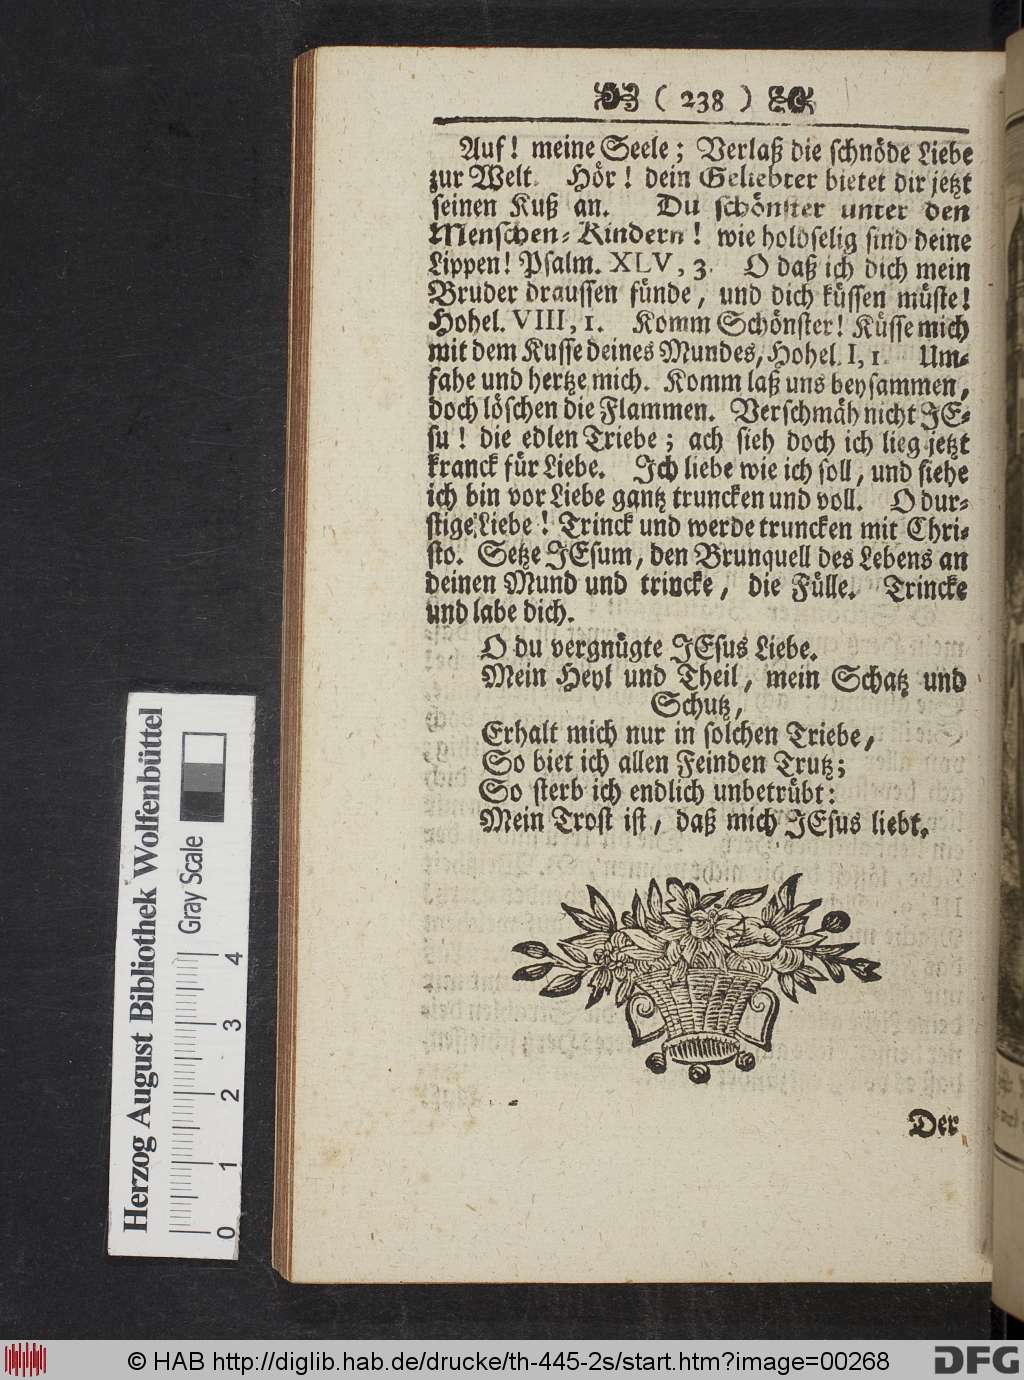 ( 238 )
Auf! meine Seele; Verlaß die schnöde Liebe
zur Welt. Hör! dein Geliebter bietet dir jetzt
seinen Kuß an. Du schönster unter den
Menschen-Kindern! wie holdselig sind deine
Lippen! Psalm. XLV, 3. O daß ich dich mein
Bruder draussen fünde, und dich küssen müste!
Hohel. VIII, 1. Komm Schönster! Küsse mich
mit dem Kusse deines Mundes, Hohel. I, 1. Um-
fahe und hertze mich. Komm laß uns beysammen,
doch löschen die Flammen. Verschmäh nicht JE-
su! die edlen Triebe; ach sieh doch ich lieg jetzt
kranck für Liebe. Jch liebe wie ich soll, und siehe
ich bin vor Liebe gantz truncken und voll. O dur-
stige Liebe! Trinck und werde truncken mit Chri-
sto. Setze JEsum, den Brunquell des Lebens an
deinen Mund und trincke, die Fülle. Trincke
und labe dich.
O du vergnügte JEsus Liebe.
Mein Heyl und Theil, mein Schatz und
Schutz,
Erhalt mich nur in solchen Triebe,
So biet ich allen Feinden Trutz;
So sterb ich endlich unbetrübt:
Mein Trost ist, daß mich JEsus liebt.
Der
Herzog August Bibliothek Wolfenbüttel
Gray Scale
0 1 2 3 4
© HAB http://diglib.hab.de/drucke/th-445-2s/start.htm?image=00268
DFG